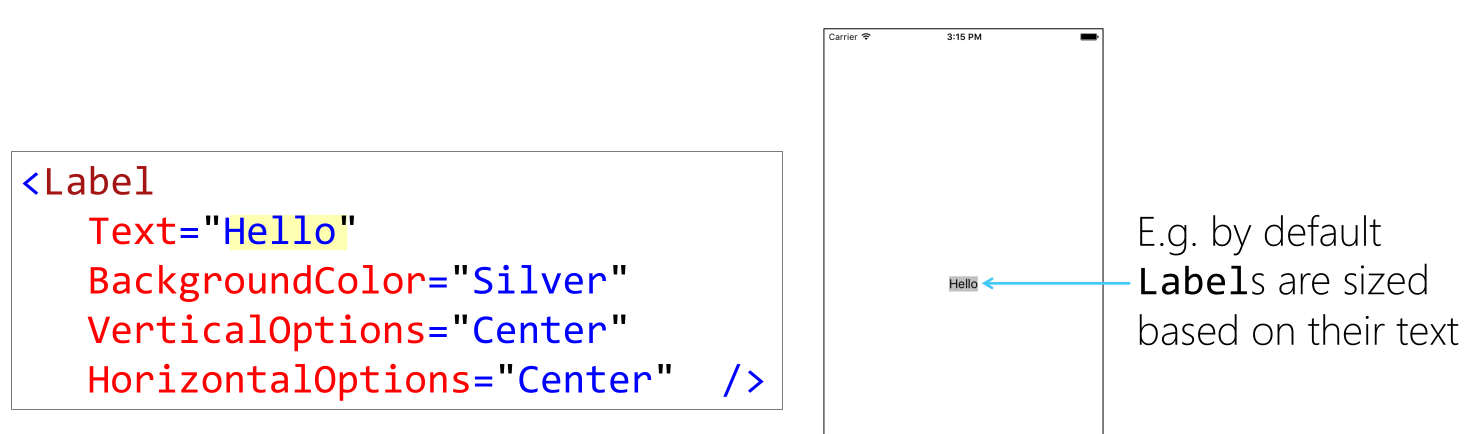 <Label
Text="Hello"
BackgroundColor="Silver"
VerticalOptions="Center"
HorizontalOptions="Center" />
Carrier 3:15 PM
Hello
E.g. by default
Labels are sized
based on their text